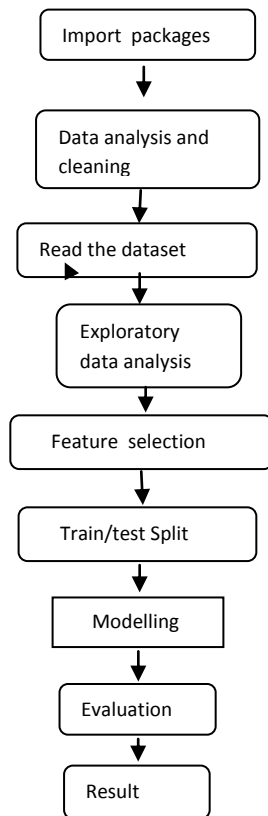 Import packages
Data analysis and
cleaning
Read the dataset
Exploratory
data analysis
Feature selection
Train/test Split
Modelling
Evaluation
Result